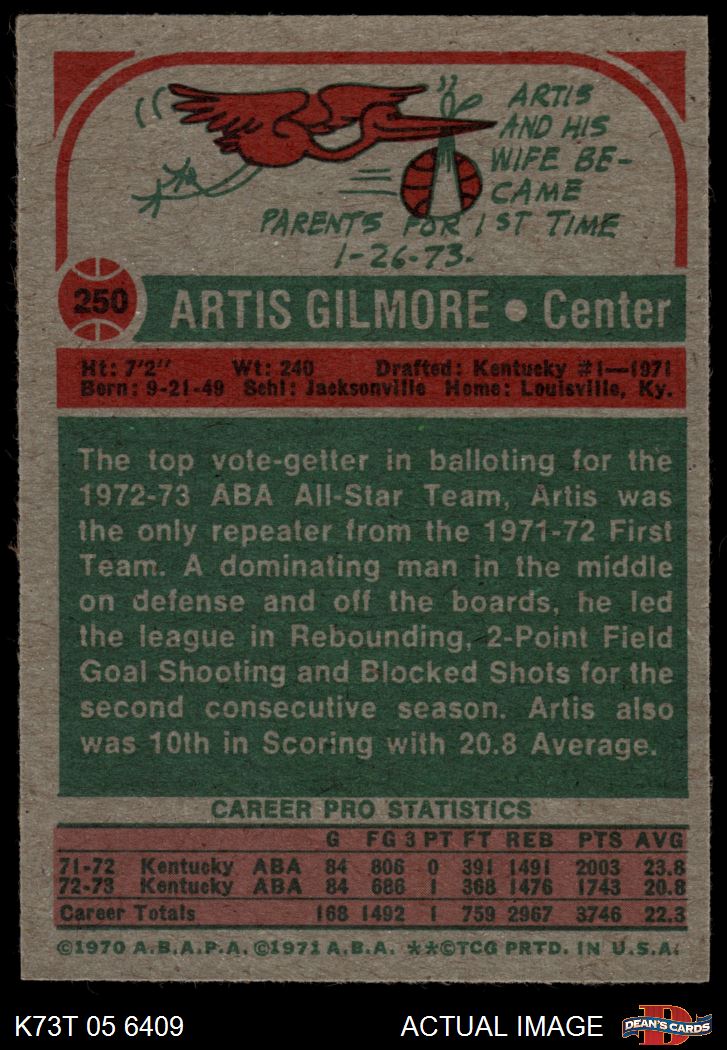 ARTIS
AND HIS
WIFE BE-
CAME
PARENTS FOR 1ST TIME
1-26-73.
250
ARTIS GILMORE • Center
Ht: 7'2" Wt: 240 Drafted: Kentucky #1—1971
Born: 9-21-49 Schl: Jacksonville Home: Louisville, Ky.
The top vote-getter in balloting for the
1972-73 ABA All-Star Team, Artis was
the only repeater from the 1971-72 First
Team. A dominating man in the middle
on defense and off the boards, he led
the league in Rebounding, 2-Point Field
Goal Shooting and Blocked Shots for the
second consecutive season. Artis also
was 10th in Scoring with 20.8 Average.
CAREER PRO STATISTICS
G FG 3 PT FT REB PTS AVG
71-72 Kentucky ABA 84 806 0 391 1491 2003 23.8
72-73 Kentucky ABA 84 686 1 368 1476 1743 20.8
Career Totals 168 1492 1 759 2967 3746 22.3
©1970 A.B.A.P.A. ©1971 A.B.A. **©TCG PRTD. IN U.S.A.
K73T 05 6409 ACTUAL IMAGE
D
DEAN'S CARDS